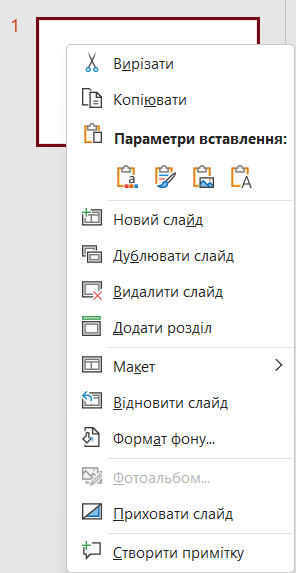 1
Вирізати
Копіювати
Параметри вставлення:
Новий слайд
Дублювати слайд
Видалити слайд
Додати розділ
Макет
Відновити слайд
Формат фону...
Фотоальбом...
Приховати слайд
Створити примітку